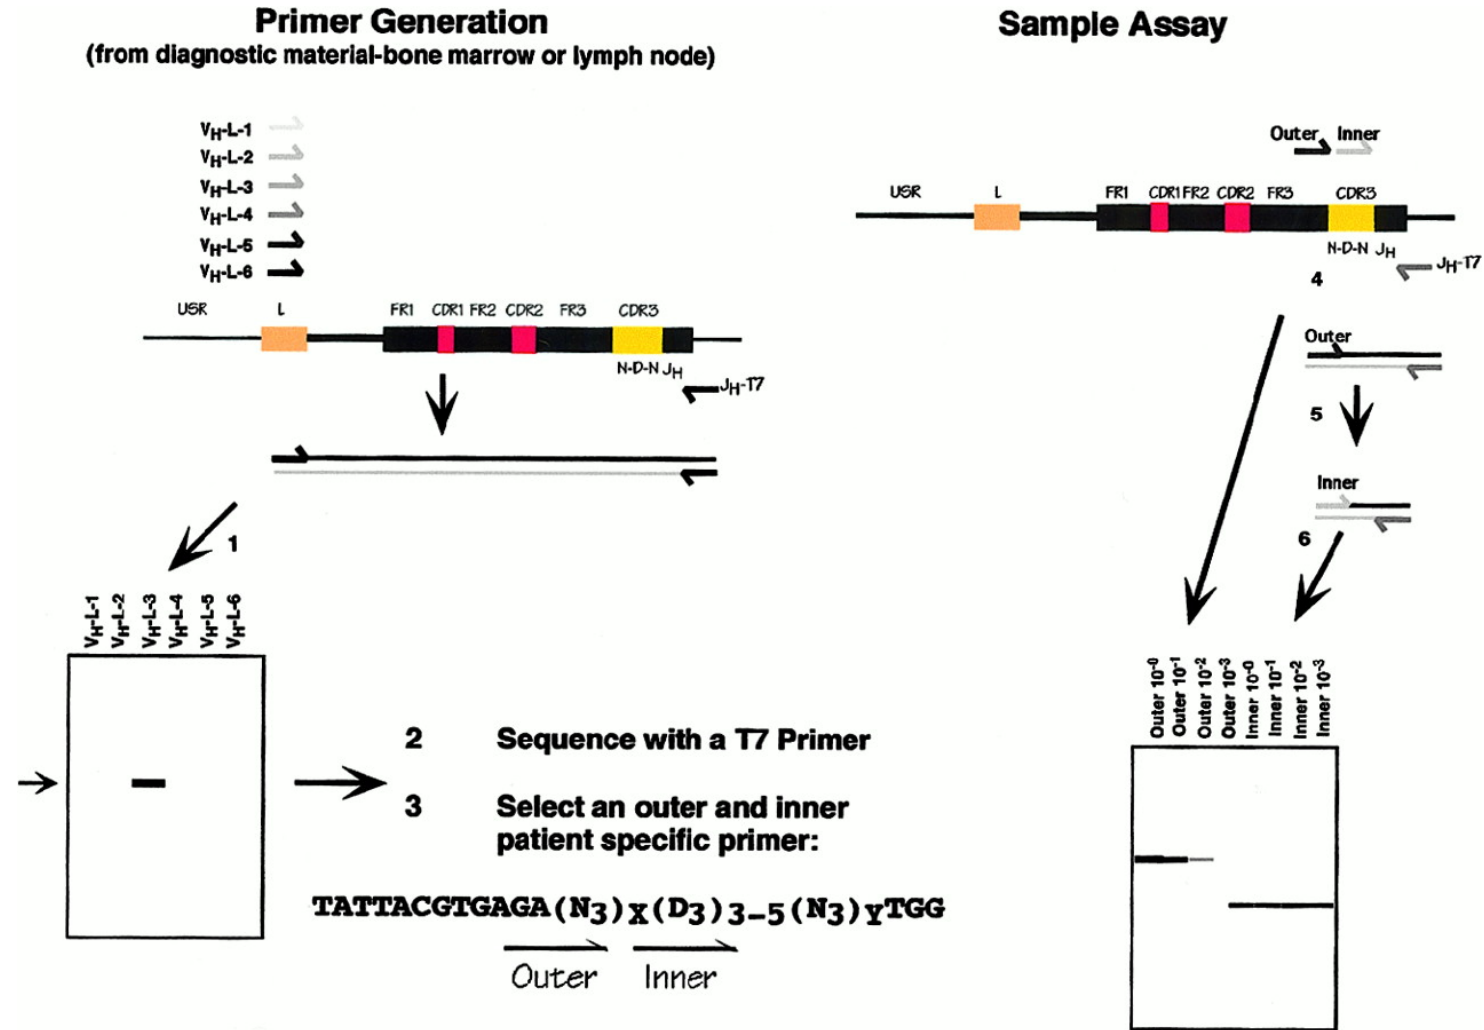 Primer Generation
(from diagnostic material-bone marrow or lymph node)
VH-L-1
VH-L-2
VH-L-3
VH-L-4
VH-L-5
VH-L-6
USR L FR1 CDR1 FR2 CDR2 FR3 CDR3
N-D-N JH
JH-T7
1
VH-L-1
VH-L-2
VH-L-3
VH-L-4
VH-L-5
VH-L-6
2 Sequence with a T7 Primer
3 Select an outer and inner
patient specific primer:
TATTACGTGAGA(N3)X(D3)3-5(N3)YTGG
Outer Inner
Sample Assay
Outer Inner
USR L FR1 CDR1 FR2 CDR2 FR3 CDR3
N-D-N JH
JH-T7
4
Outer
5
Inner
6
Outer 10-0
Outer 10-1
Outer 10-2
Outer 10-3
Inner 10-0
Inner 10-1
Inner 10-2
Inner 10-3